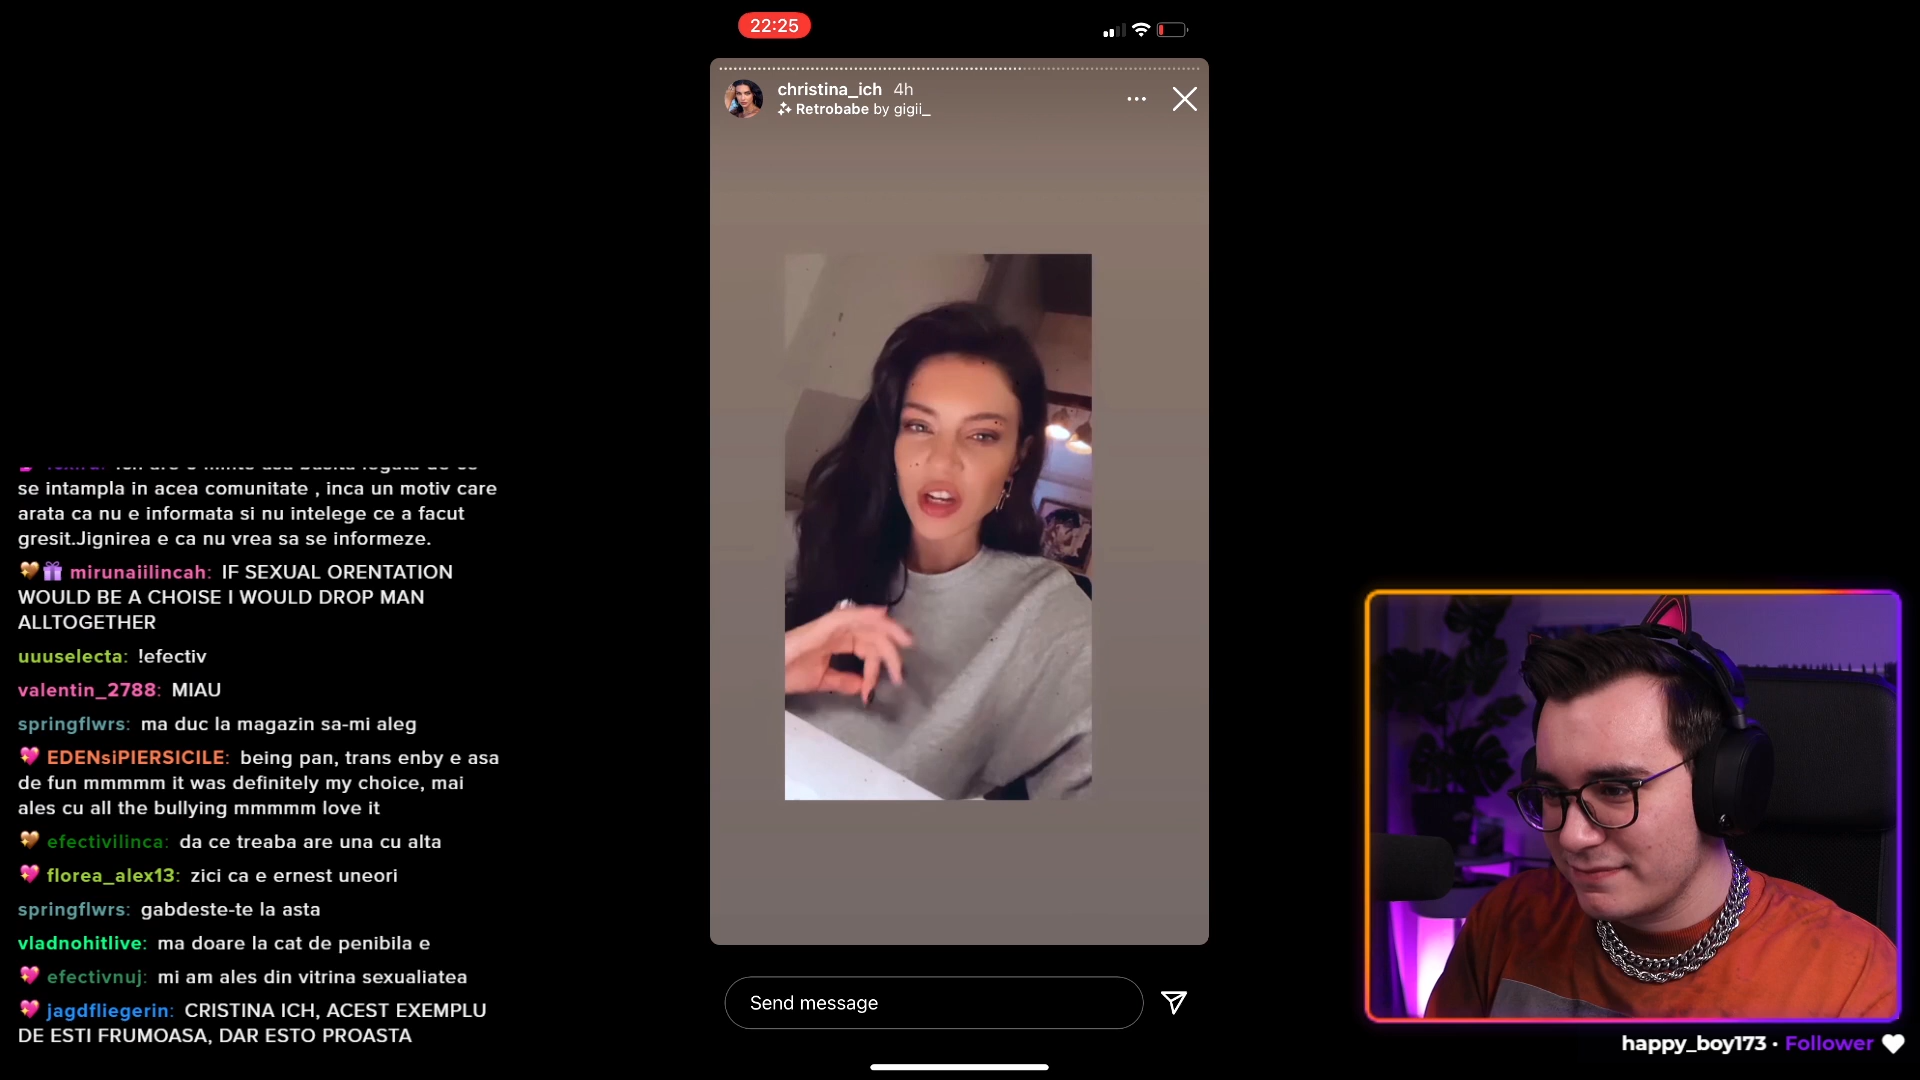 22:25
christina_ich 4h
Retrobabe by gigii_
se intampla in acea comunitate , inca un motiv care
arata ca nu e informata si nu intelege ce a facut
gresit.Jignirea e ca nu vrea sa se informeze.
mirunaiilincah: IF SEXUAL ORENTATION
WOULD BE A CHOISE I WOULD DROP MAN
ALLTOGETHER
uuuselecta: !efectiv
valentin_2788: MIAU
springflwrs: ma duc la magazin sa-mi aleg
EDENsiPIERSICILE: being pan, trans enby e asa
de fun mmmmm it was definitely my choice, mai
ales cu all the bullying mmmmm love it
efectivilinca: da ce treaba are una cu alta
florea_alex13: zici ca e ernest uneori
springflwrs: gabdeste-te la asta
vladnohitlive: ma doare la cat de penibila e
efectivnuj: mi am ales din vitrina sexualiatea
jagdfliegerin: CRISTINA ICH, ACEST EXEMPLU
DE ESTI FRUMOASA, DAR ESTO PROASTA
Send message
happy_boy173 • Follower